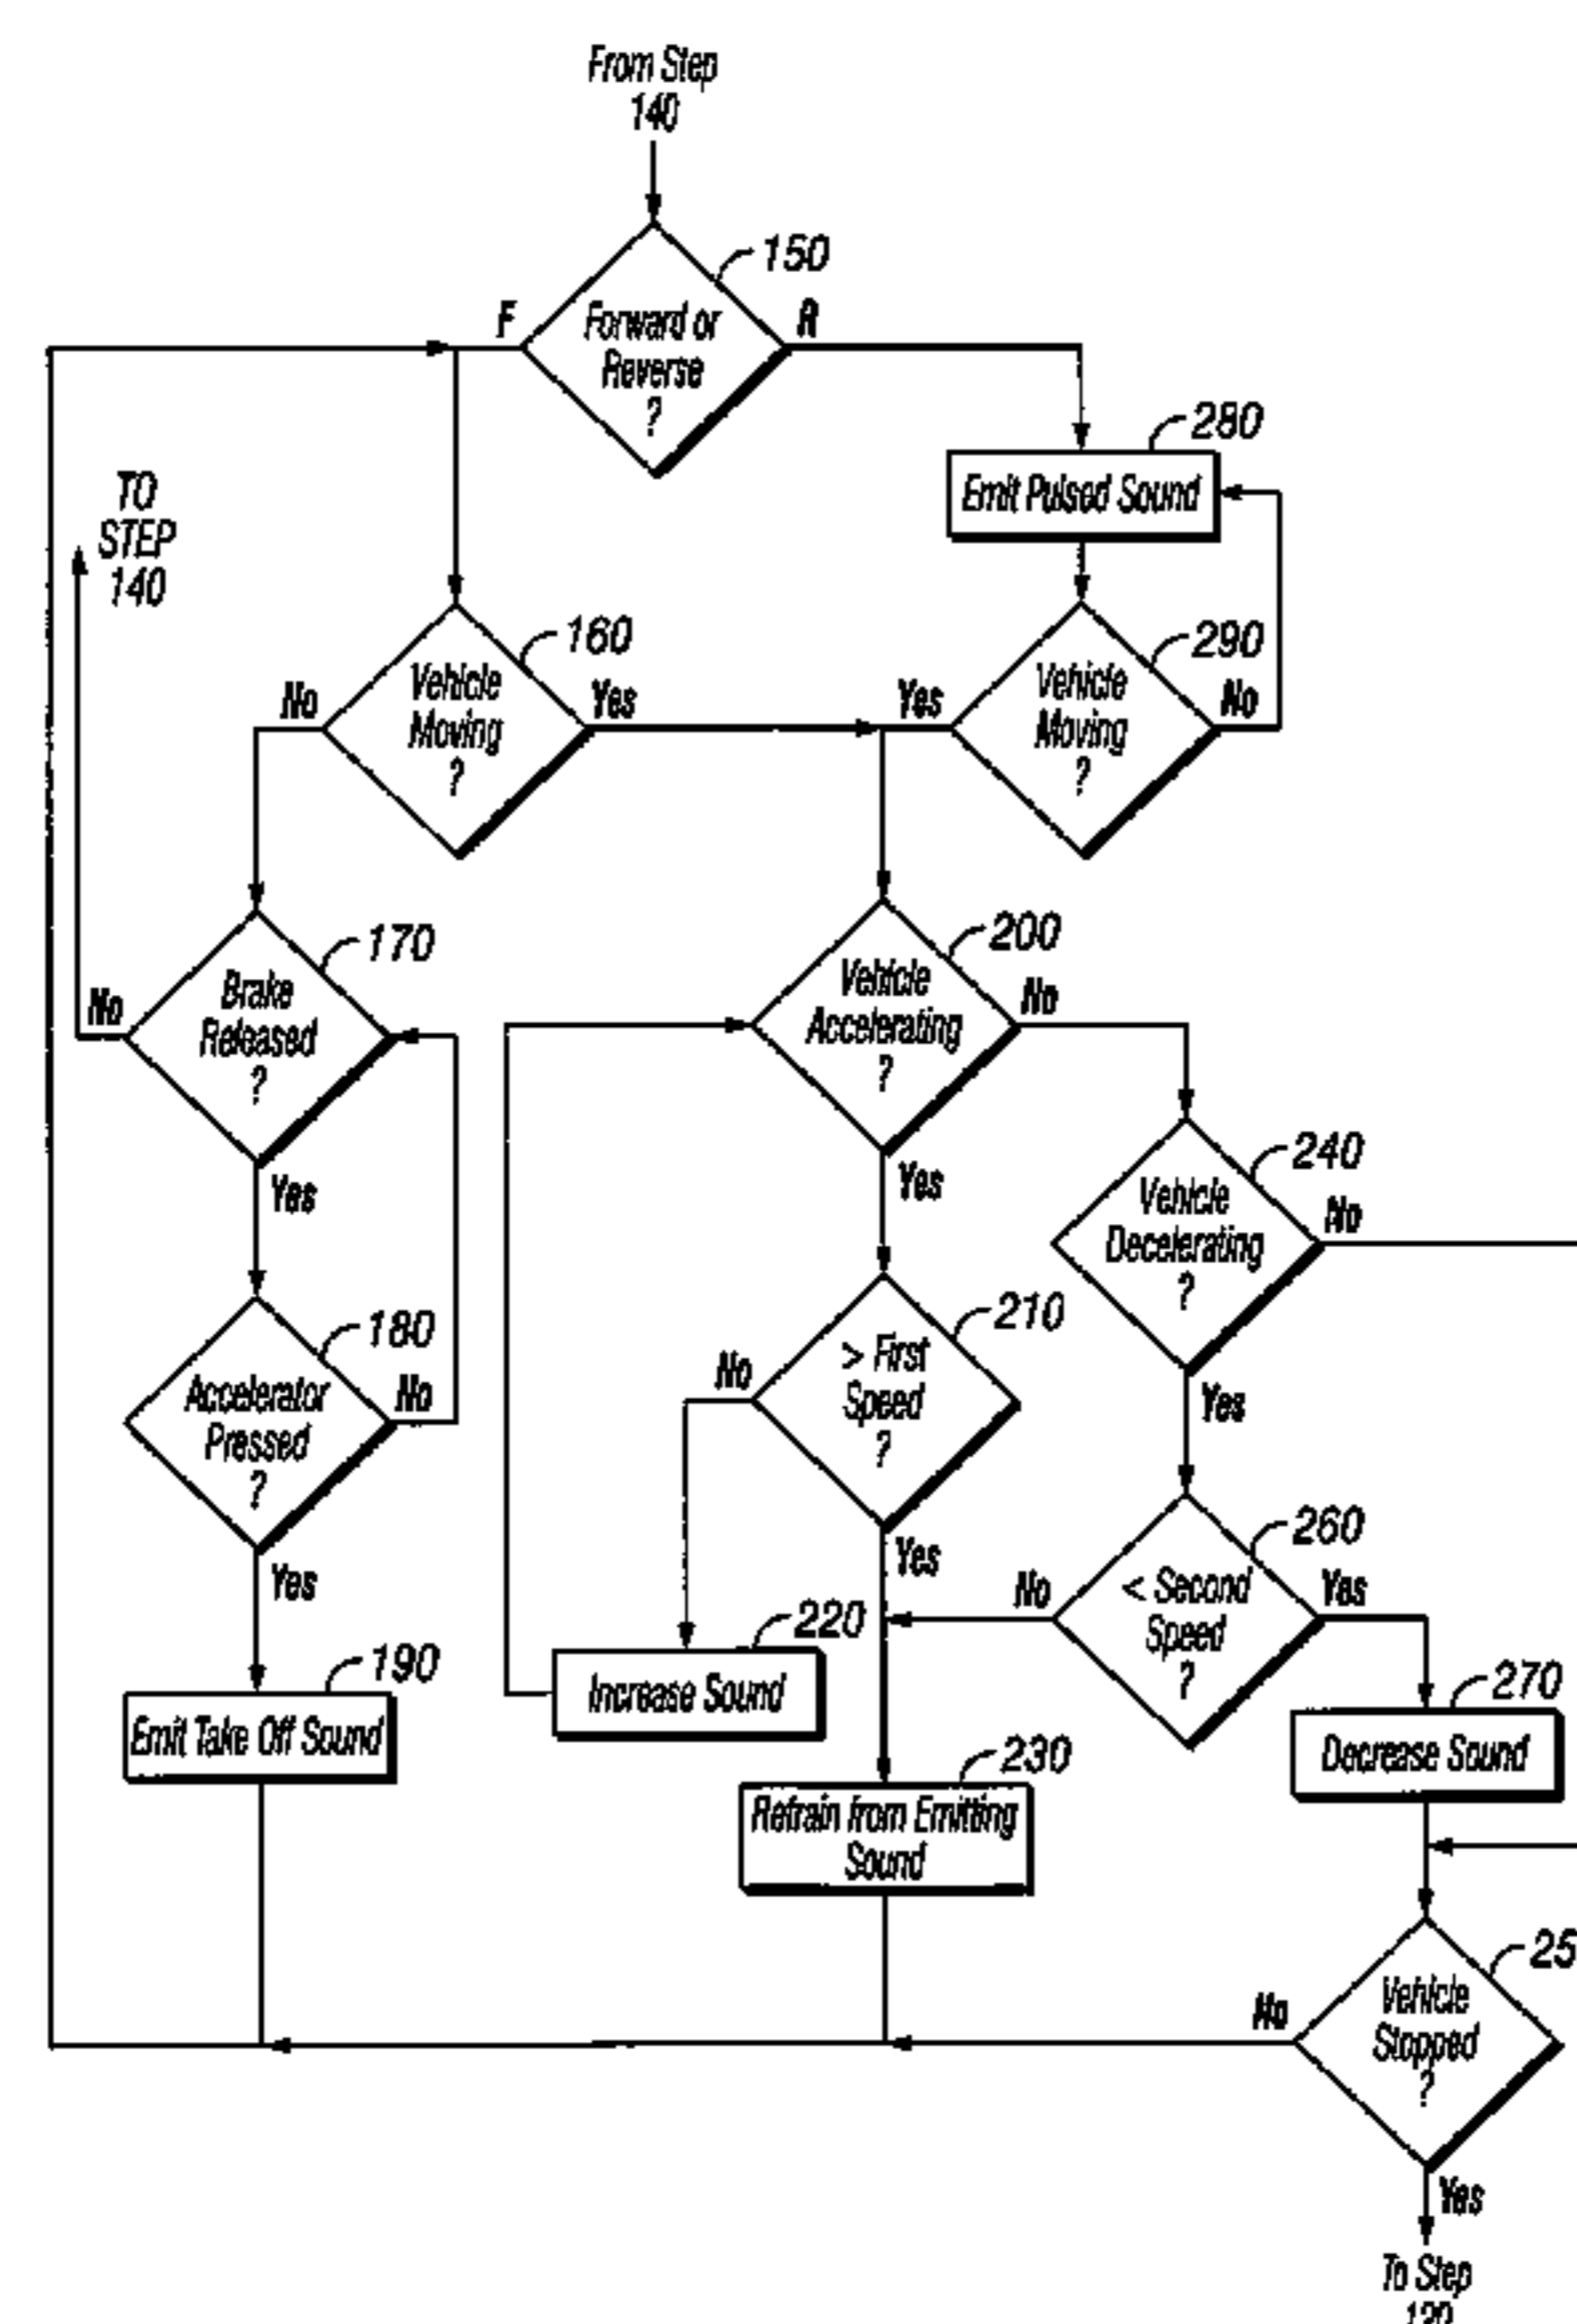 From Step
140
150
F
Forward or
Reverse
?
R
280
Emit Pulsed Sound
TO
STEP
140
160
Vehicle
Moving
?
No
Yes
290
Vehicle
Moving
?
Yes
No
170
Brake
Released
?
No
Yes
200
Vehicle
Accelerating
?
No
Yes
240
Vehicle
Decelerating
?
No
Yes
180
Accelerator
Pressed
?
No
Yes
210
> First
Speed
?
No
Yes
260
< Second
Speed
?
No
Yes
190
Emit Take Off Sound
220
Increase Sound
270
Decrease Sound
230
Refrain from Emitting
Sound
25
Vehicle
Stopped
?
No
Yes
To Step